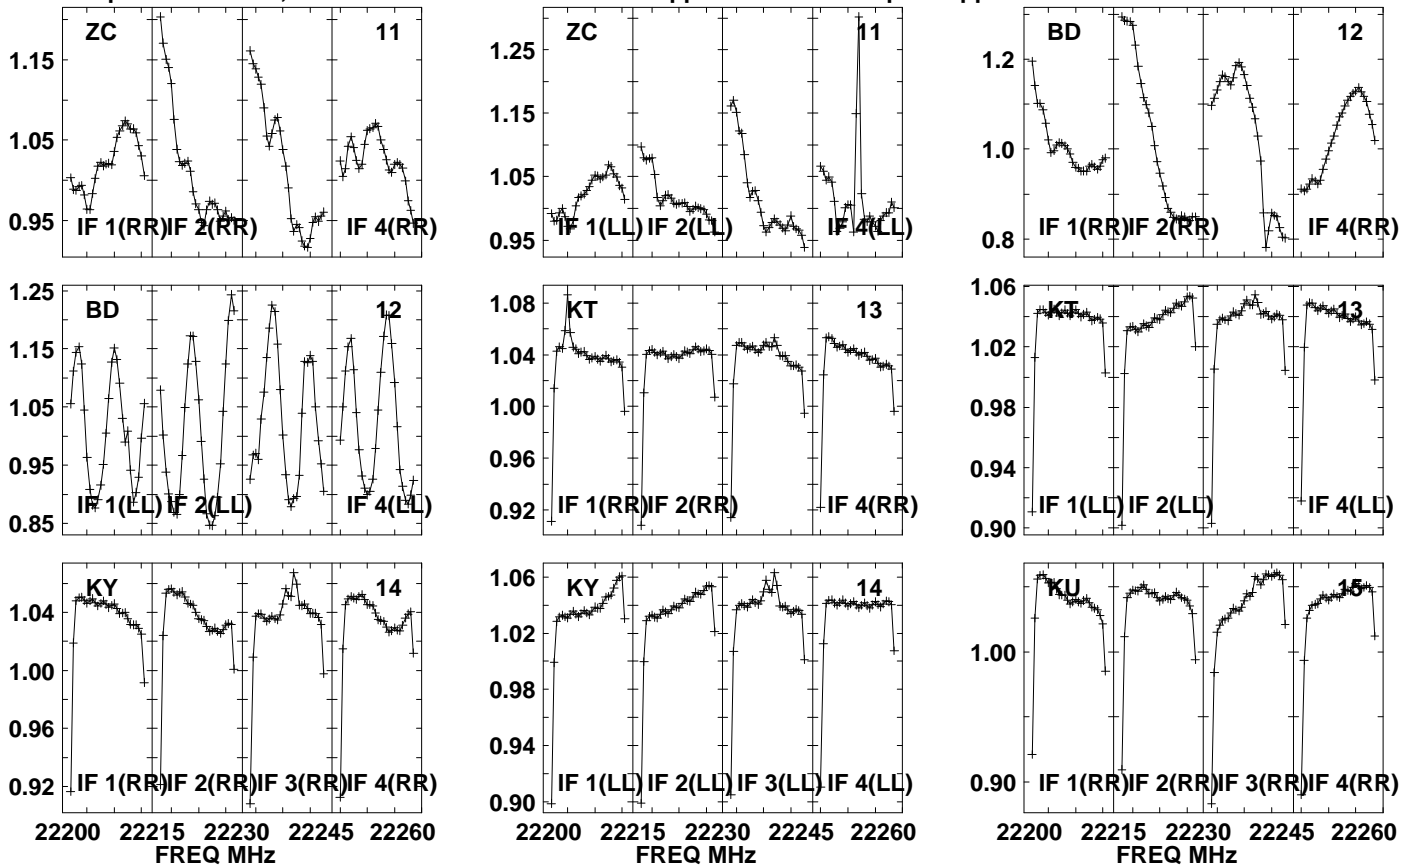 ZC 11 ZC 11 BD 12
1.15 1.25 1.2
1.05 1.15 1.0
0.95 1.05 0.8
0.95
IF 1(RR) IF 2(RR) IF 4(RR) IF 1(LL) IF 2(LL) IF 4(LL) IF 1(RR) IF 2(RR) IF 4(RR)
BD 12 KT 13 KT 13
1.25 1.08 1.06
1.15 1.04 1.02
1.05 1.00 0.98
0.95 0.96 0.94
0.85 0.92 0.90
IF 1(LL) IF 2(LL) IF 4(LL) IF 1(RR) IF 2(RR) IF 4(RR) IF 1(LL) IF 2(LL) IF 4(LL)
KY 14 KY 14 KU 15
1.04 1.06 1.00
1.00 1.02 0.90
0.96 0.98
0.92 0.94
0.90
IF 1(RR) IF 2(RR) IF 3(RR) IF 4(RR) IF 1(LL) IF 2(LL) IF 3(LL) IF 4(LL) IF 1(RR) IF 2(RR) IF 3(RR) IF 4(RR)
22200 22215 22230 22245 22260 22200 22215 22230 22245 22260 22200 22215 22230 22245 22260
FREQ MHz FREQ MHz FREQ MHz